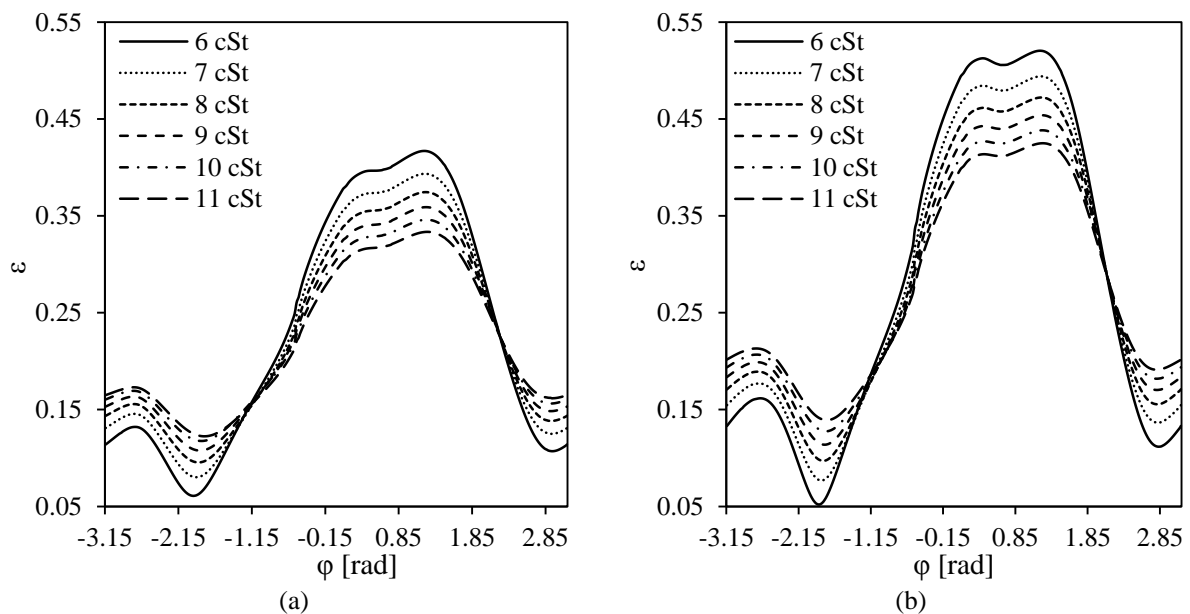 0.55
0.45
0.35
0.25
0.15
0.05
ε
6 cSt
7 cSt
8 cSt
9 cSt
10 cSt
11 cSt
-3.15 -2.15 -1.15 -0.15 0.85 1.85 2.85
φ [rad]
(a)
0.55
0.45
0.35
0.25
0.15
0.05
ε
6 cSt
7 cSt
8 cSt
9 cSt
10 cSt
11 cSt
-3.15 -2.15 -1.15 -0.15 0.85 1.85 2.85
φ [rad]
(b)